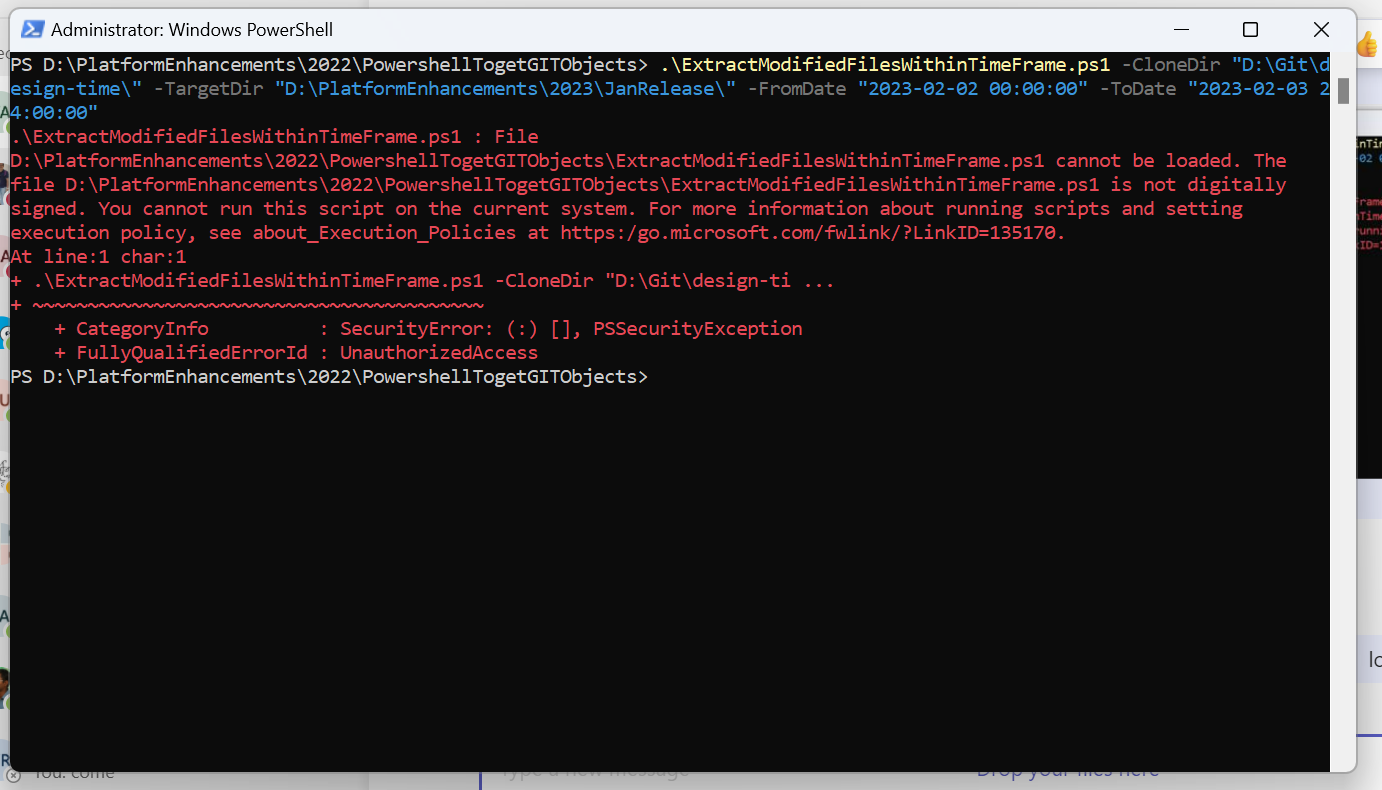 Administrator: Windows PowerShell
PS D:\PlatformEnhancements\2022\PowershellTogetGITObjects> .\ExtractModifiedFilesWithinTimeFrame.ps1 -CloneDir "D:\Git\d
esign-time\" -TargetDir "D:\PlatformEnhancements\2023\JanRelease\" -FromDate "2023-02-02 00:00:00" -ToDate "2023-02-03 2
4:00:00"
.\ExtractModifiedFilesWithinTimeFrame.ps1 : File
D:\PlatformEnhancements\2022\PowershellTogetGITObjects\ExtractModifiedFilesWithinTimeFrame.ps1 cannot be loaded. The
file D:\PlatformEnhancements\2022\PowershellTogetGITObjects\ExtractModifiedFilesWithinTimeFrame.ps1 is not digitally
signed. You cannot run this script on the current system. For more information about running scripts and setting
execution policy, see about_Execution_Policies at https:/go.microsoft.com/fwlink/?LinkID=135170.
At line:1 char:1
+ .\ExtractModifiedFilesWithinTimeFrame.ps1 -CloneDir "D:\Git\design-ti ...
+ ~~~~~~~~~~~~~~~~~~~~~~~~~~~~~~~~~~~~~~~~~
+ CategoryInfo : SecurityError: (:) [], PSSecurityException
+ FullyQualifiedErrorId : UnauthorizedAccess
PS D:\PlatformEnhancements\2022\PowershellTogetGITObjects>
You: come
Type a new message
Drop your files here